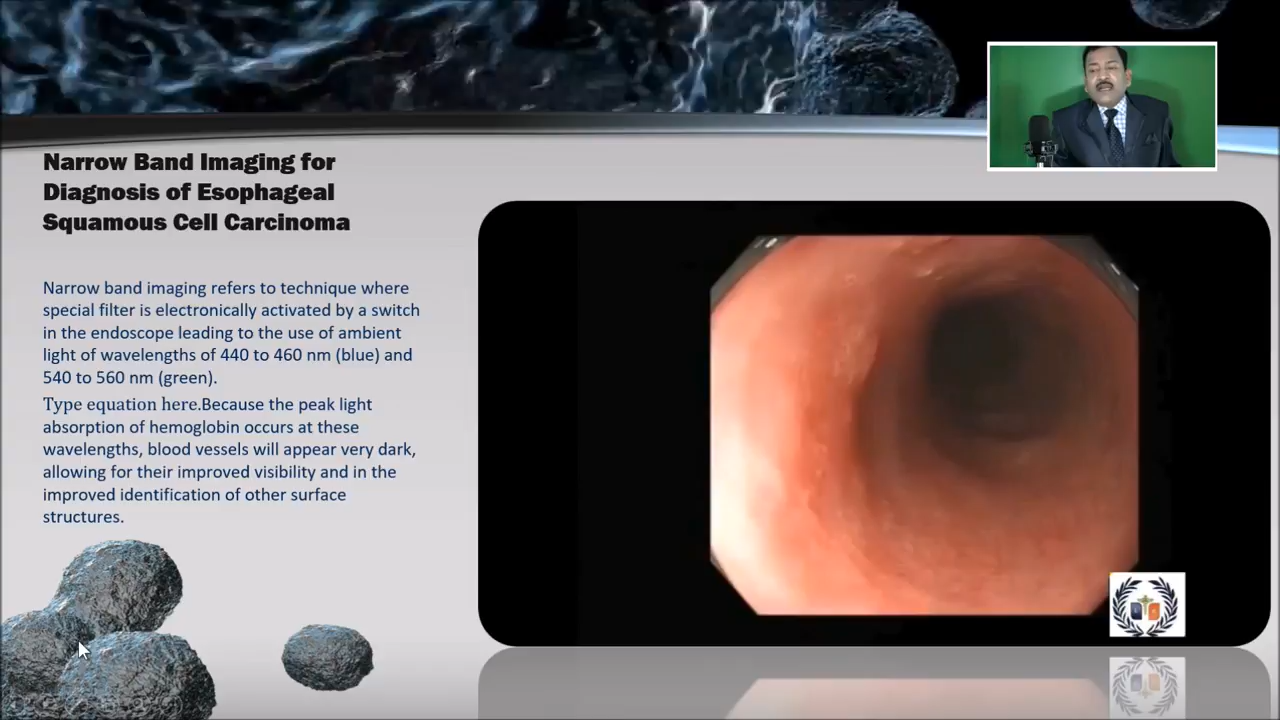 Narrow Band Imaging for
Diagnosis of Esophageal
Squamous Cell Carcinoma
Narrow band imaging refers to technique where
special filter is electronically activated by a switch
in the endoscope leading to the use of ambient
light of wavelengths of 440 to 460 nm (blue) and
540 to 560 nm (green).
Type equation here.Because the peak light
absorption of hemoglobin occurs at these
wavelengths, blood vessels will appear very dark,
allowing for their improved visibility and in the
improved identification of other surface
structures.